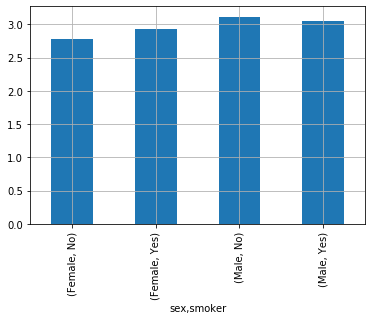 3.0
2.5
2.0
1.5
1.0
0.5
0.0
(Female, No)
(Female, Yes)
(Male, No)
(Male, Yes)
sex,smoker